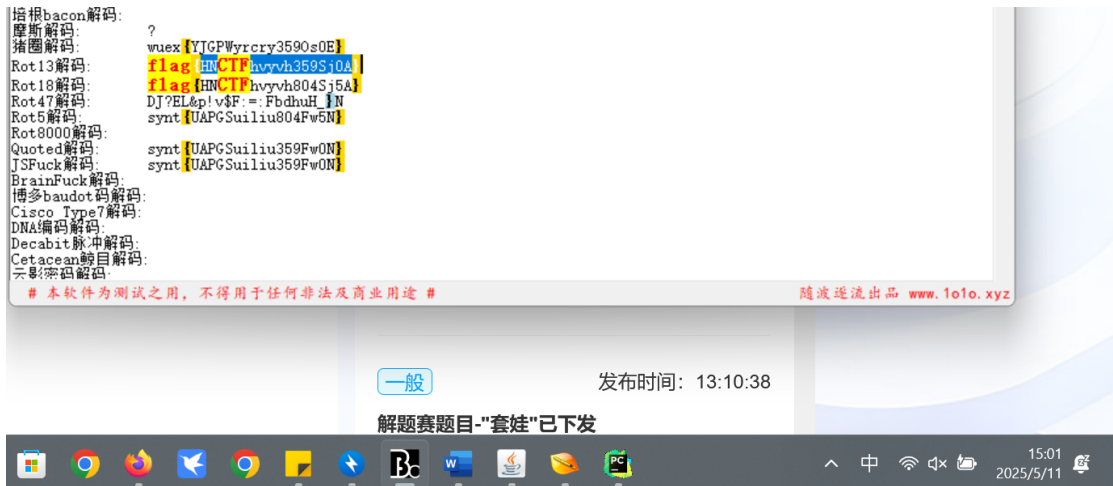 培根bacon解码:
摩斯解码: ?
猪圈解码: wuex{YJGPWyrcry3590s0E}
Rot13解码: flag{HNCTFhvyvh359Sj0A}
Rot18解码: flag{HNCTFhvyvh804Sj5A}
Rot47解码: DJ?EL&p!v$F:=:FbdhuH_}N
Rot5解码: synt{UAPGSuiliu804Fw5N}
Rot8000解码:
Quoted解码: synt{UAPGSuiliu359Fw0N}
JSFuck解码: synt{UAPGSuiliu359Fw0N}
BrainFuck解码:
博多baudot码解码:
Cisco Type7解码:
DNA编码解码:
Decabit脉冲解码:
Cetacean鲸目解码:
云影密码解码:
# 本软件为测试之用，不得用于任何非法及商业用途 # 随波逐流出品 www.1o1o.xyz
一般 发布时间：13:10:38
解题赛题目-"套娃"已下发
中 15:01
2025/5/11